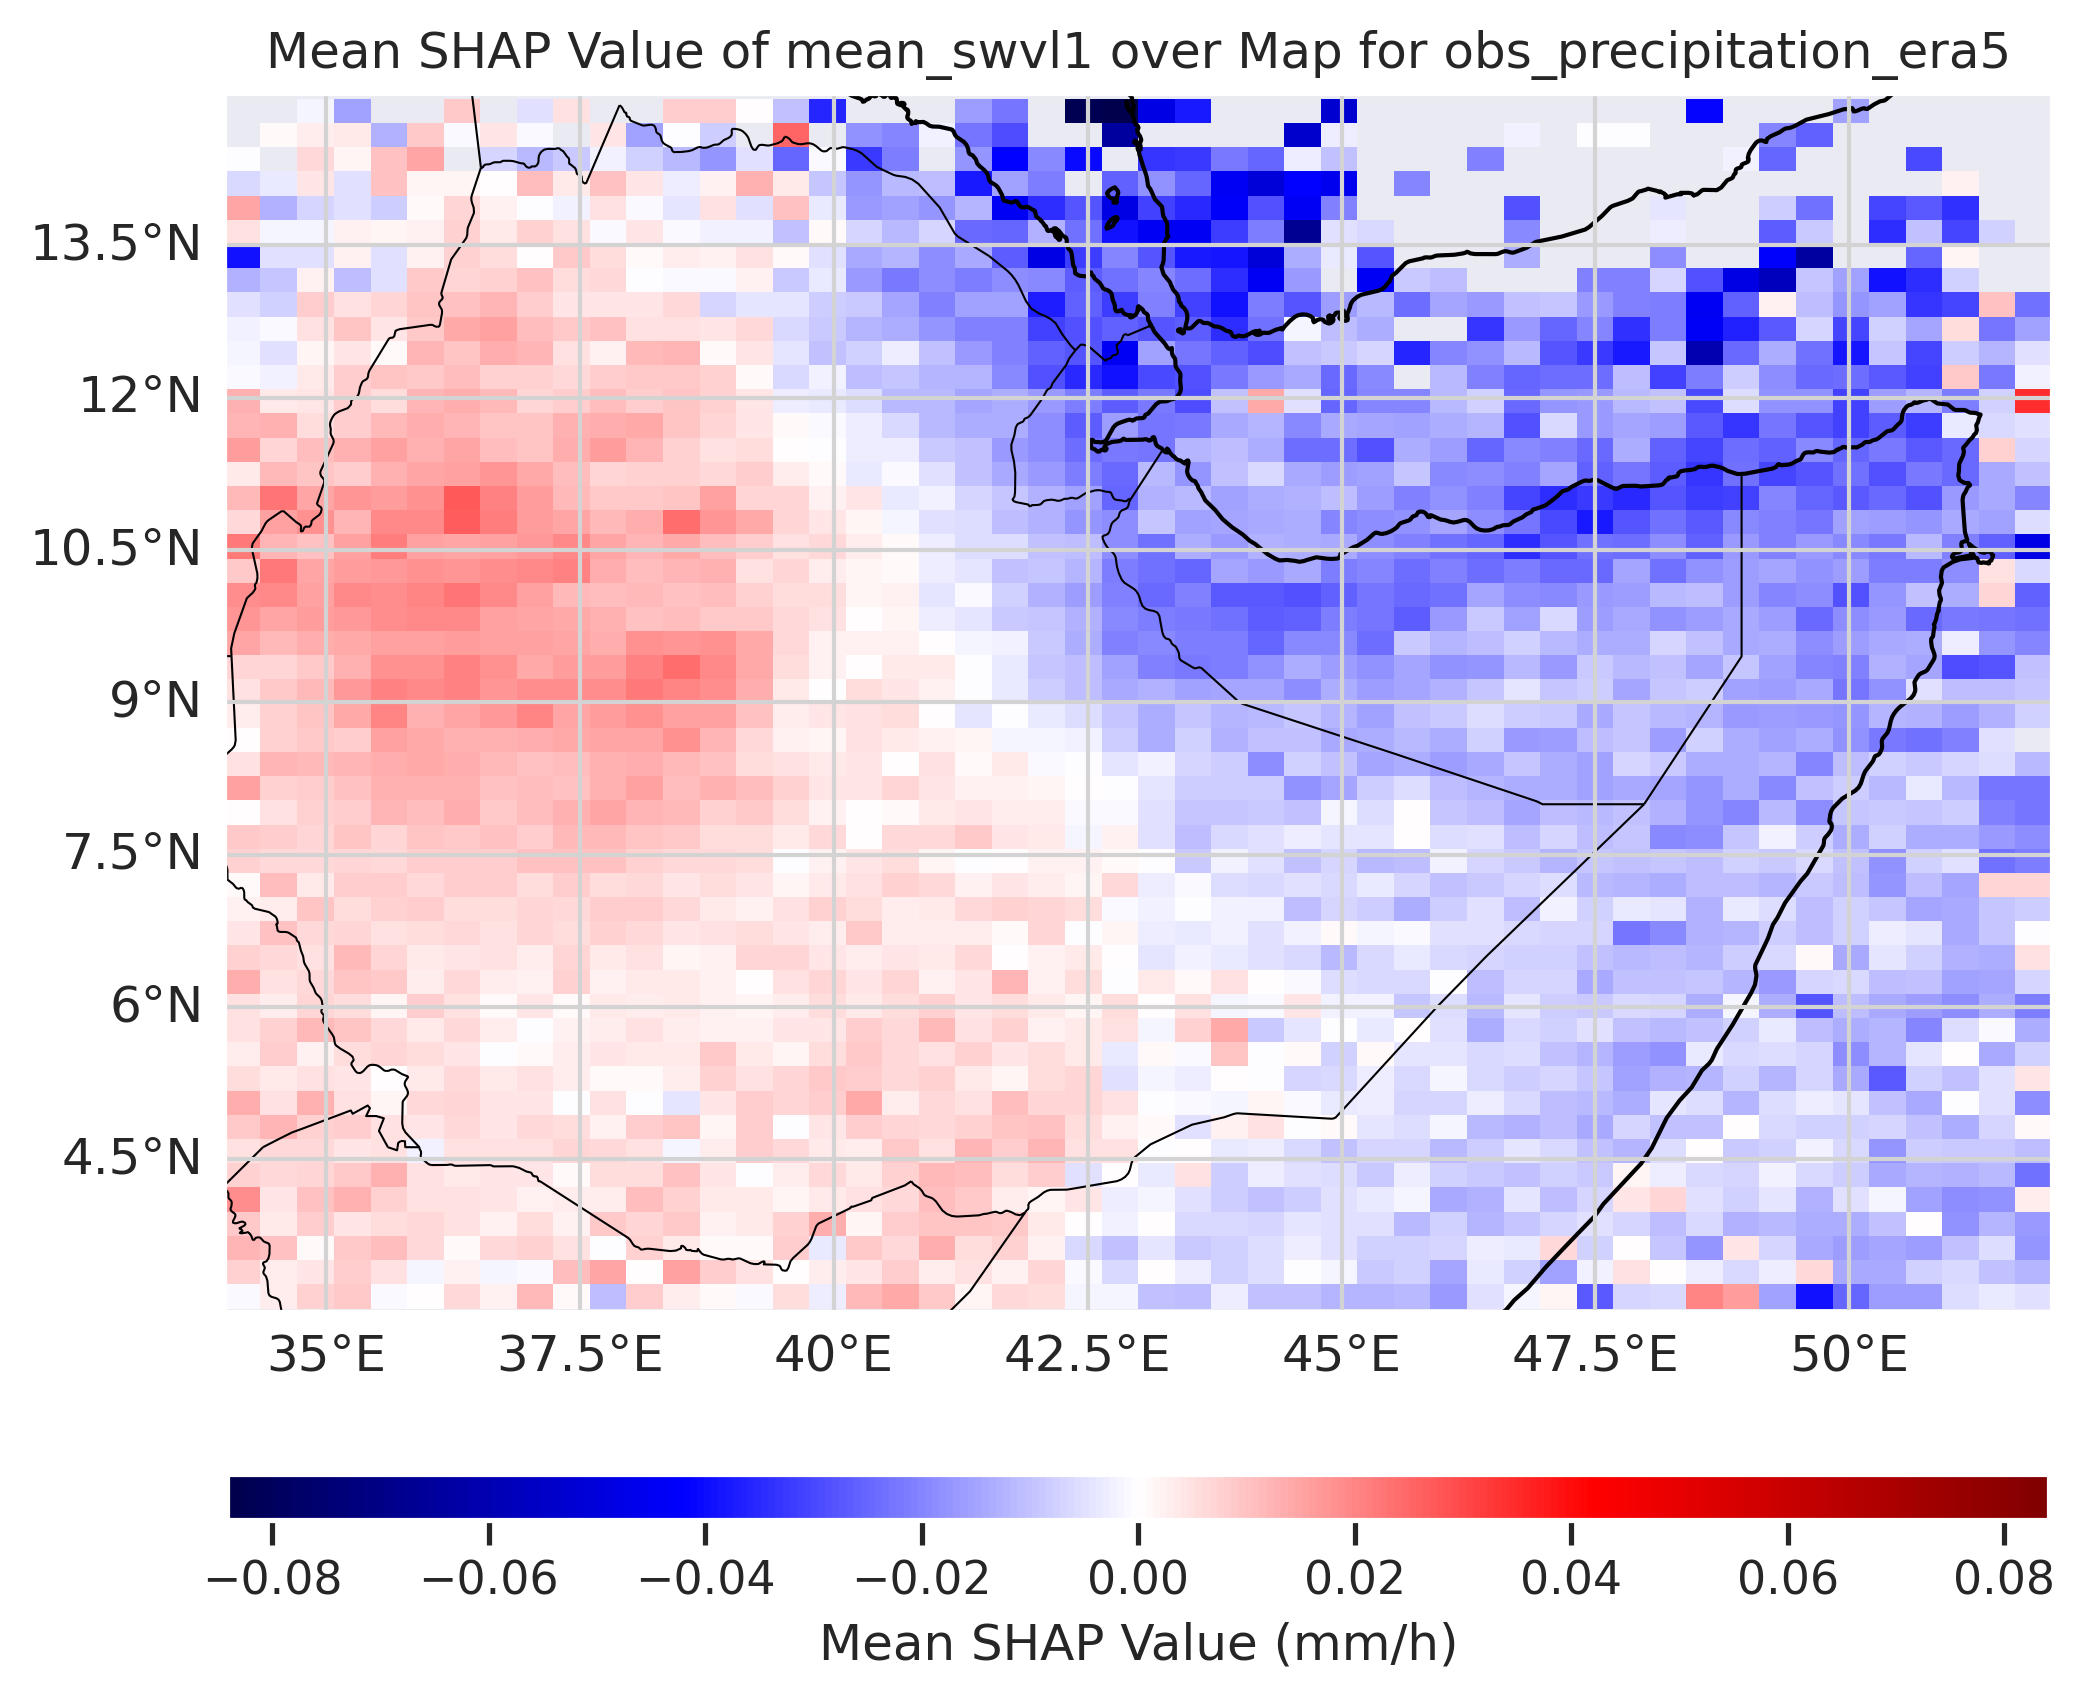 Mean SHAP Value of mean_swvl1 over Map for obs_precipitation_era5
13.5°N
12°N
10.5°N
9°N
7.5°N
6°N
4.5°N
35°E 37.5°E 40°E 42.5°E 45°E 47.5°E 50°E
−0.08 −0.06 −0.04 −0.02 0.00 0.02 0.04 0.06 0.08
Mean SHAP Value (mm/h)